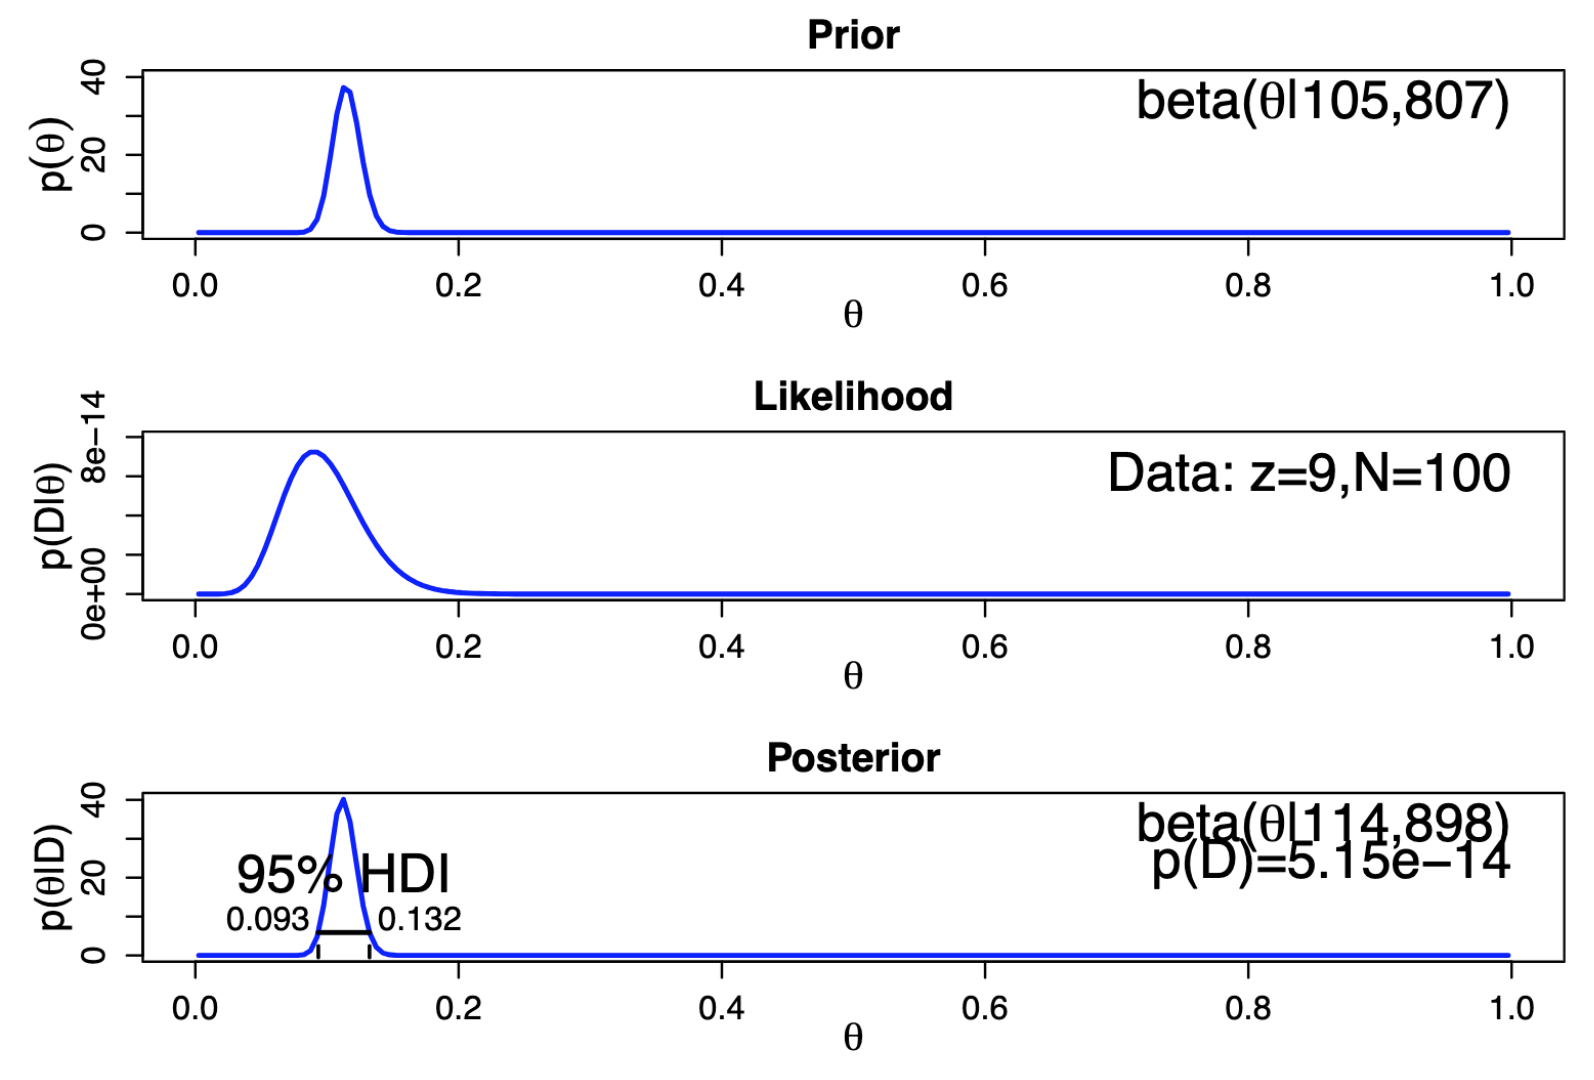 Prior
beta(θ|105,807)
p(θ)
40
20
0
0.0 0.2 0.4 0.6 0.8 1.0
θ
Likelihood
Data: z=9,N=100
p(D|θ)
8e−14
0e+00
0.0 0.2 0.4 0.6 0.8 1.0
θ
Posterior
beta(θ|114,898)
p(D)=5.15e−14
95% HDI
0.093 0.132
p(θ|D)
40
20
0
0.0 0.2 0.4 0.6 0.8 1.0
θ